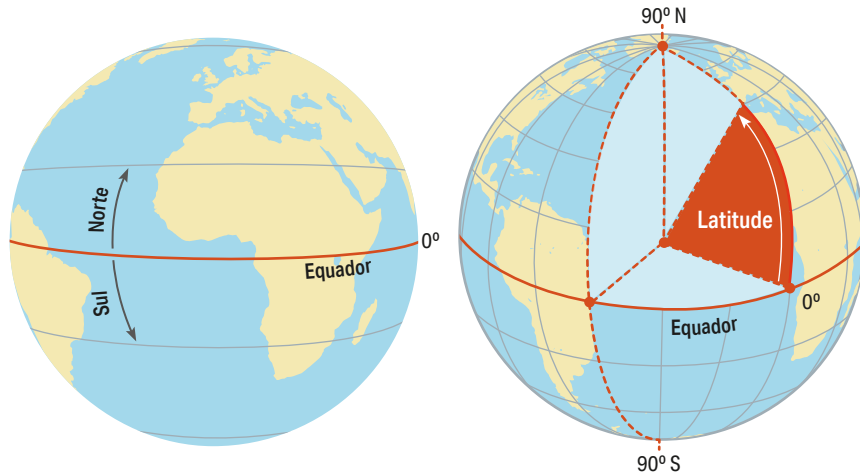 Norte
Sul
Equador
0º
90º N
Latitude
0º
Equador
90º S